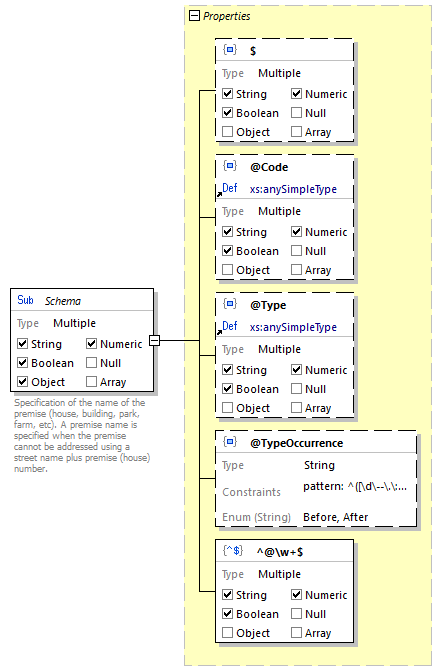 Properties
$
Type Multiple
String Numeric
Boolean Null
Object Array
@Code
Def xs:anySimpleType
Type Multiple
String Numeric
Boolean Null
Object Array
@Type
Def xs:anySimpleType
Type Multiple
String Numeric
Boolean Null
Object Array
Sub Schema
Type Multiple
String Numeric
Boolean Null
Object Array
Specification of the name of the
premise (house, building, park,
farm, etc). A premise name is
specified when the premise
cannot be addressed using a
street name plus premise (house)
number.
@TypeOccurrence
Type String
Constraints pattern: ^([\d\--\.\:...
Enum (String) Before, After
{^$} ^@\w+$
Type Multiple
String Numeric
Boolean Null
Object Array